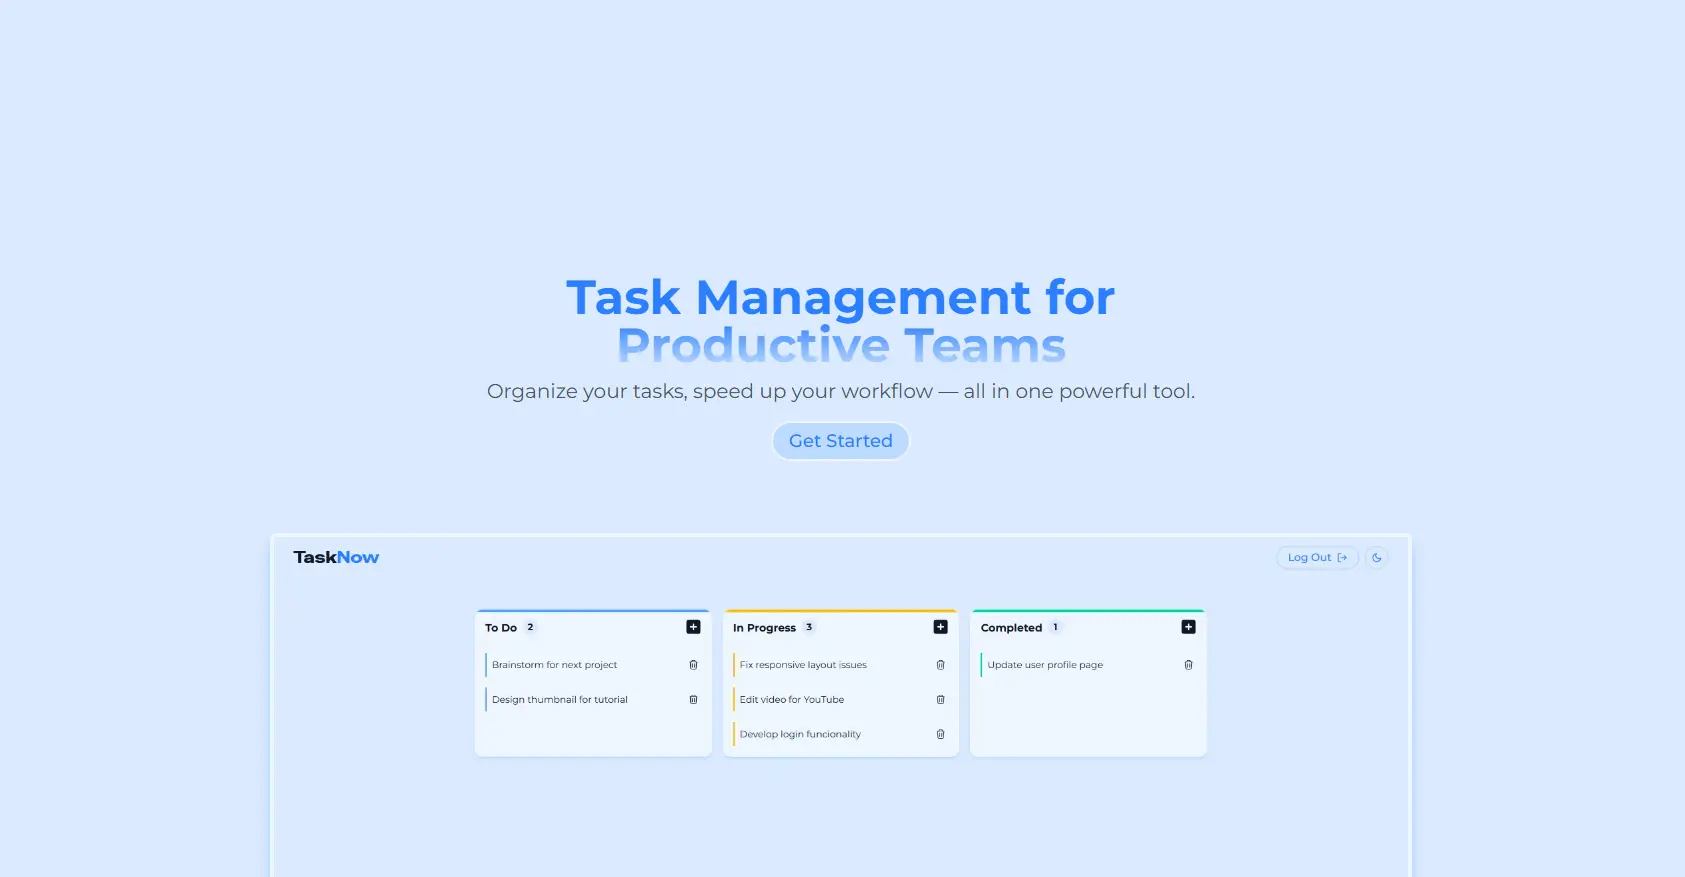 Task Management for
Productive Teams
Organize your tasks, speed up your workflow — all in one powerful tool.
Get Started
TaskNow
Log Out
To Do 2
Brainstorm for next project
Design thumbnail for tutorial
In Progress 3
Fix responsive layout issues
Edit video for YouTube
Develop login funcionality
Completed 1
Update user profile page